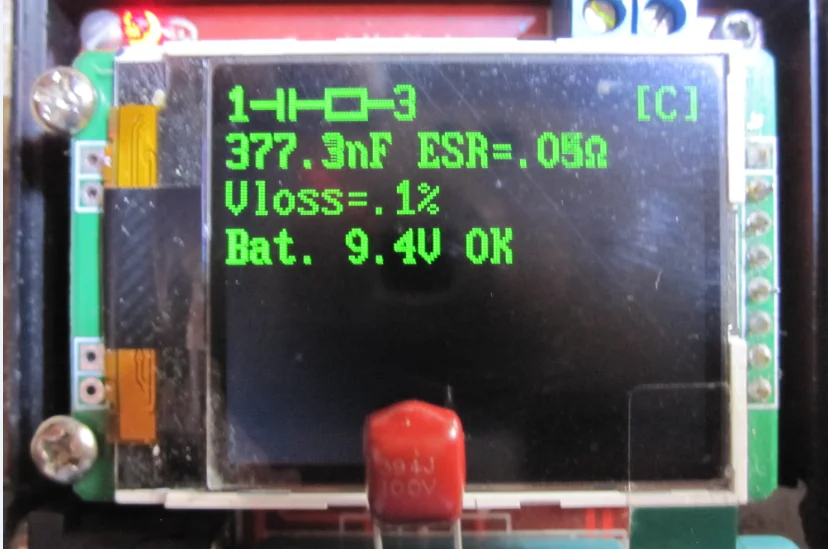 1 3 [C]
377.3nF ESR=.05Ω
Vloss=.1%
Bat. 9.4V OK
394J
100V